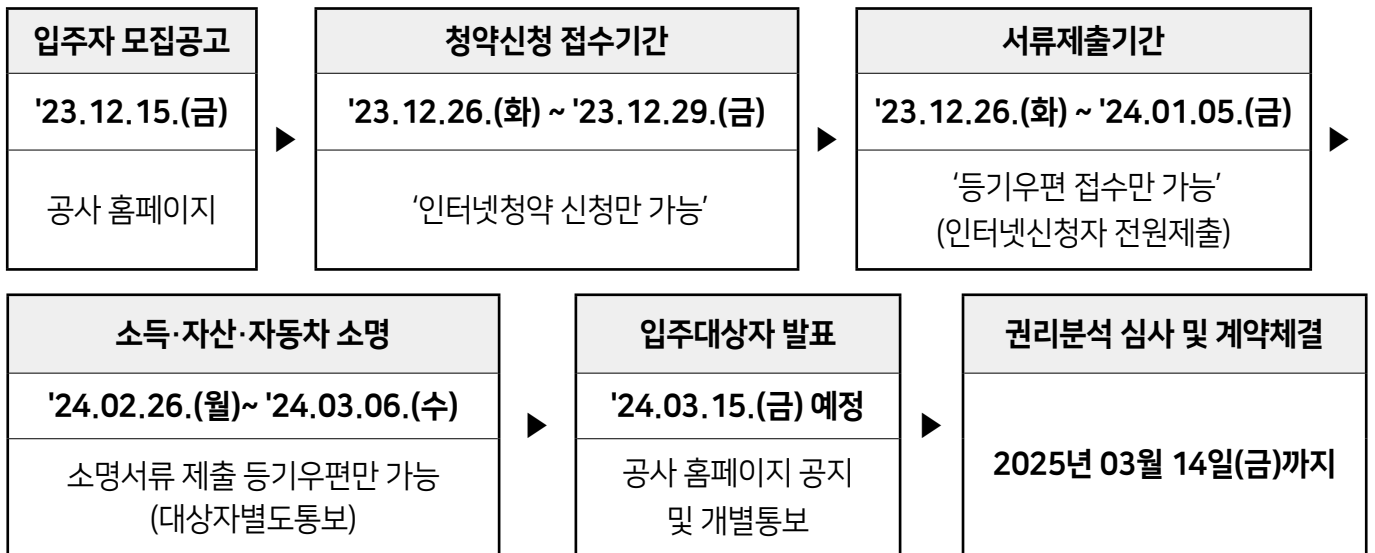 입주자 모집공고
'23.12.15.(금)
공사 홈페이지
▶
청약신청 접수기간
'23.12.26.(화) ~ '23.12.29.(금)
‘인터넷청약 신청만 가능’
▶
서류제출기간
'23.12.26.(화) ~ '24.01.05.(금)
‘등기우편 접수만 가능’
(인터넷신청자 전원제출)
▶
소득·자산·자동차 소명
'24.02.26.(월)~ '24.03.06.(수)
소명서류 제출 등기우편만 가능
(대상자별도통보)
▶
입주대상자 발표
'24.03.15.(금) 예정
공사 홈페이지 공지
및 개별통보
▶
권리분석 심사 및 계약체결
2025년 03월 14일(금)까지